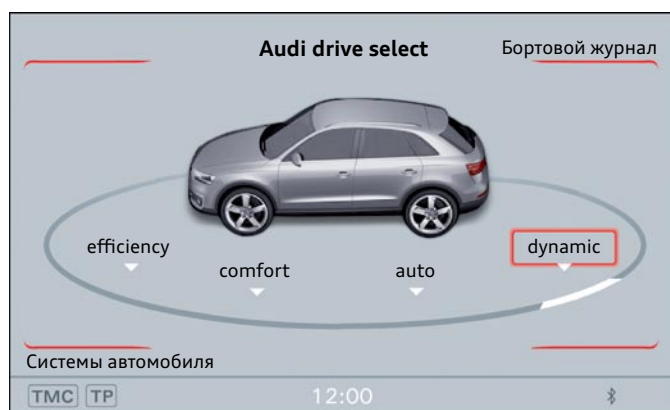 Audi drive select
Бортовой журнал
efficiency
comfort
auto
dynamic
Системы автомобиля
TMC TP
12:00